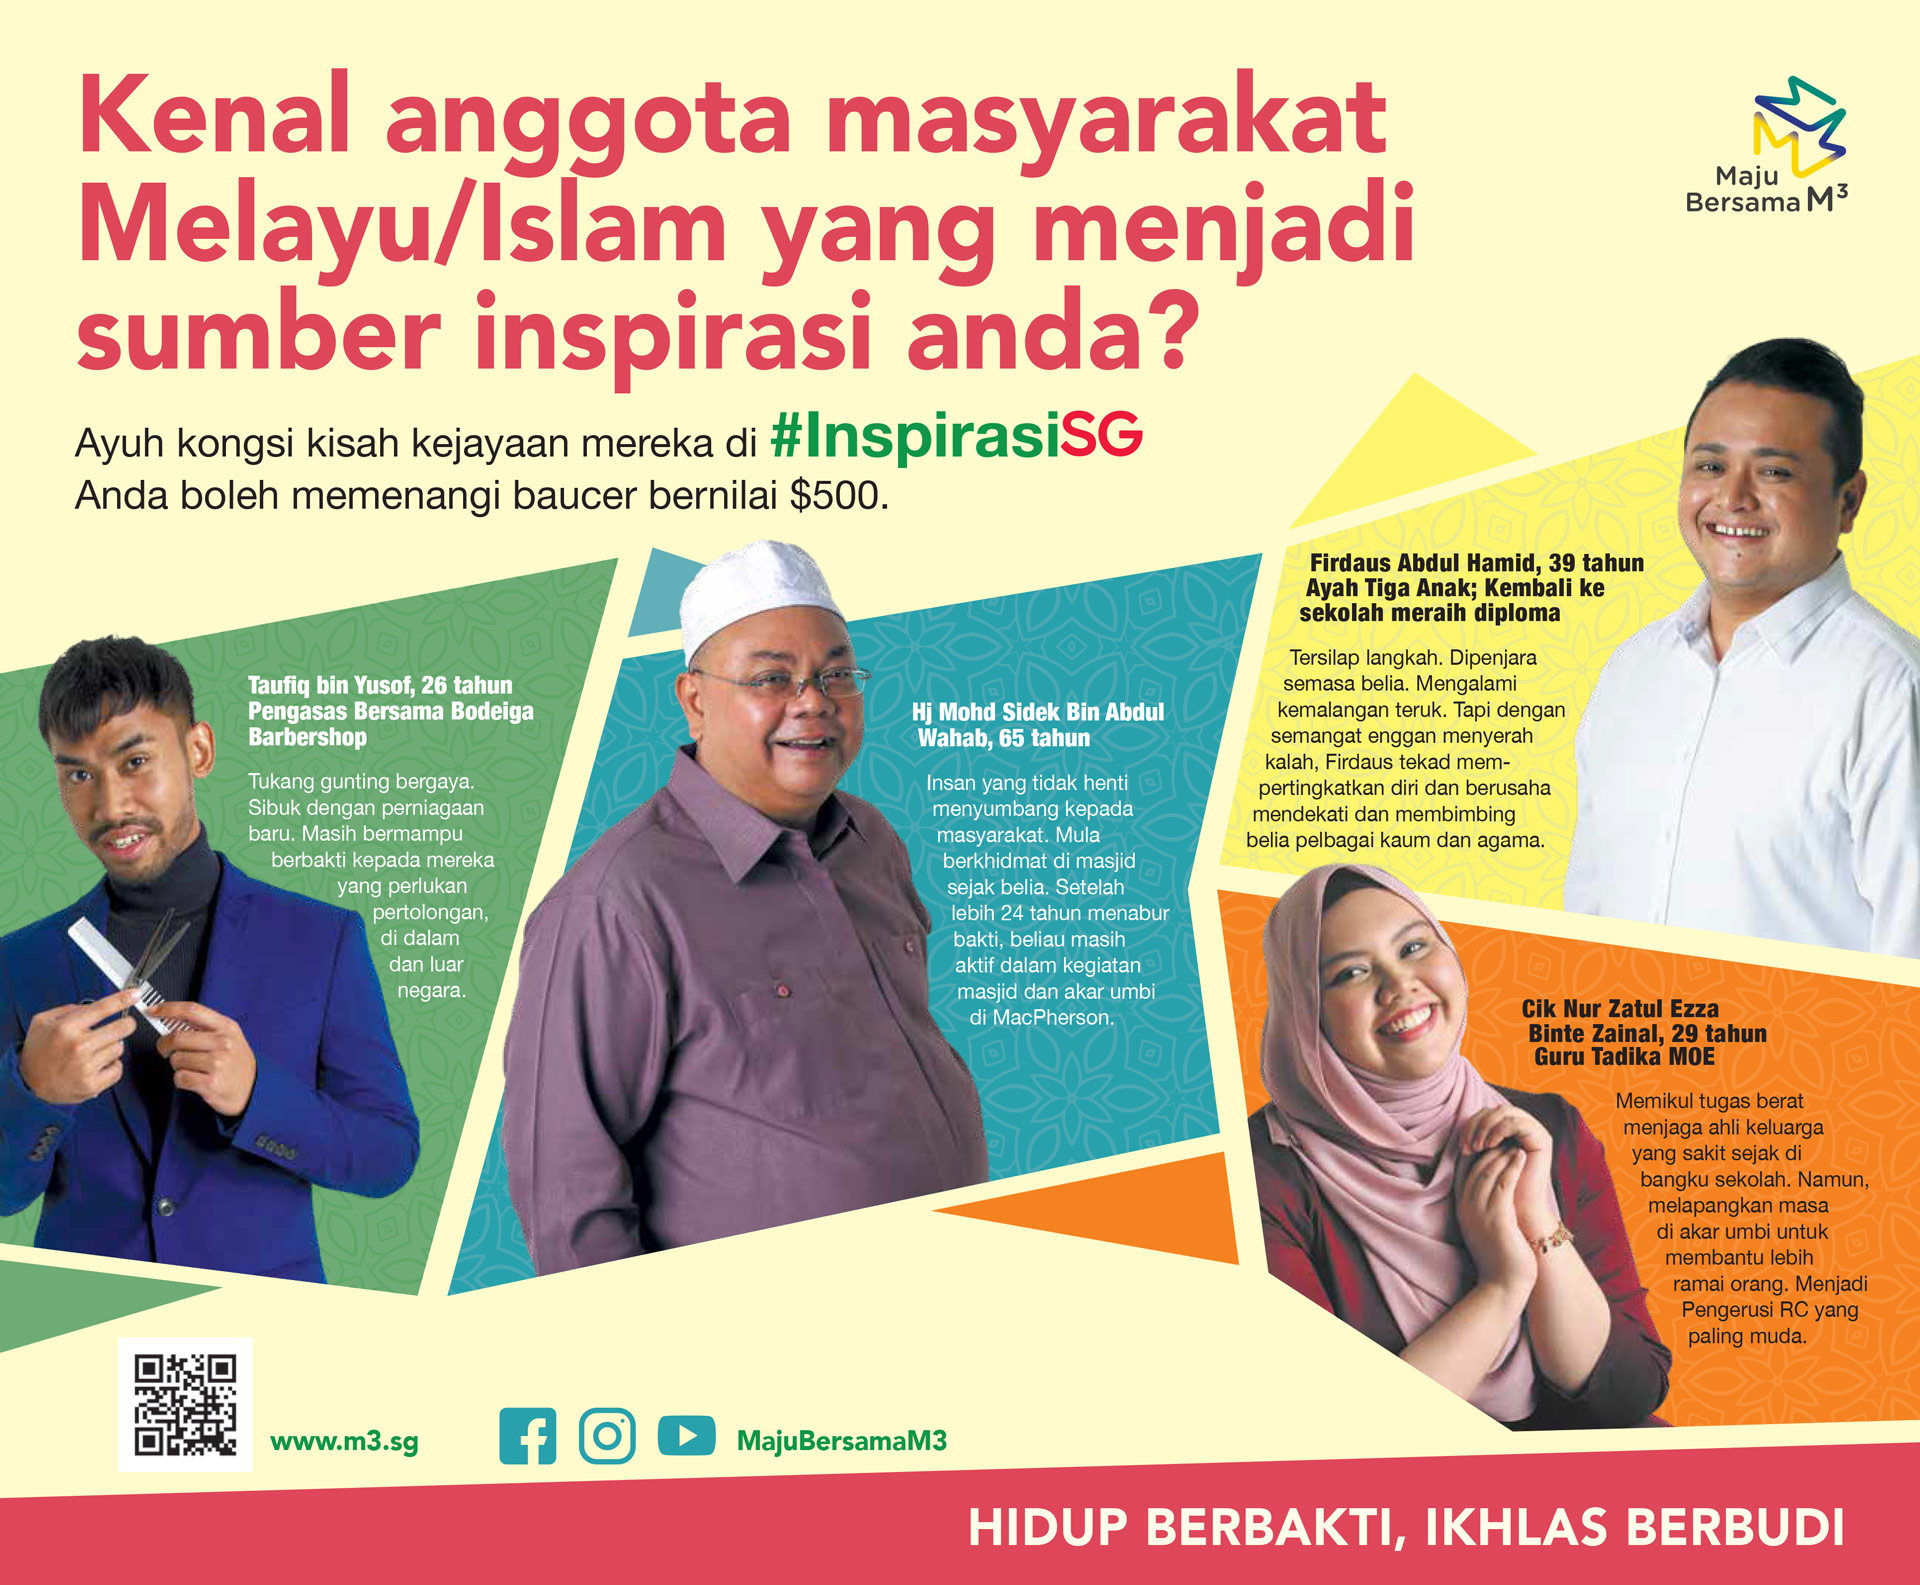 Kenal anggota masyarakat
Melayu/Islam yang menjadi
sumber inspirasi anda?
Maju
Bersama M³
Ayuh kongsi kisah kejayaan mereka di #InspirasiSG
Anda boleh memenangi baucer bernilai $500.
Taufiq bin Yusof, 26 tahun
Pengasas Bersama Bodeiga
Barbershop
Tukang gunting bergaya.
Sibuk dengan perniagaan
baru. Masih bermampu
berbakti kepada mereka
yang perlukan
pertolongan,
di dalam
dan luar
negara.
Hj Mohd Sidek Bin Abdul
Wahab, 65 tahun
Insan yang tidak henti
menyumbang kepada
masyarakat. Mula
berkhidmat di masjid
sejak belia. Setelah
lebih 24 tahun menabur
bakti, beliau masih
aktif dalam kegiatan
masjid dan akar umbi
di MacPherson.
Firdaus Abdul Hamid, 39 tahun
Ayah Tiga Anak; Kembali ke
sekolah meraih diploma
Tersilap langkah. Dipenjara
semasa belia. Mengalami
kemalangan teruk. Tapi dengan
semangat enggan menyerah
kalah, Firdaus tekad mem-
pertingkatkan diri dan berusaha
mendekati dan membimbing
belia pelbagai kaum dan agama.
Cik Nur Zatul Ezza
Binte Zainal, 29 tahun
Guru Tadika MOE
Memikul tugas berat
menjaga ahli keluarga
yang sakit sejak di
bangku sekolah. Namun,
melapangkan masa
di akar umbi untuk
membantu lebih
ramai orang. Menjadi
Pengerusi RC yang
paling muda.
www.m3.sg
MajuBersamaM3
HIDUP BERBAKTI, IKHLAS BERBUDI